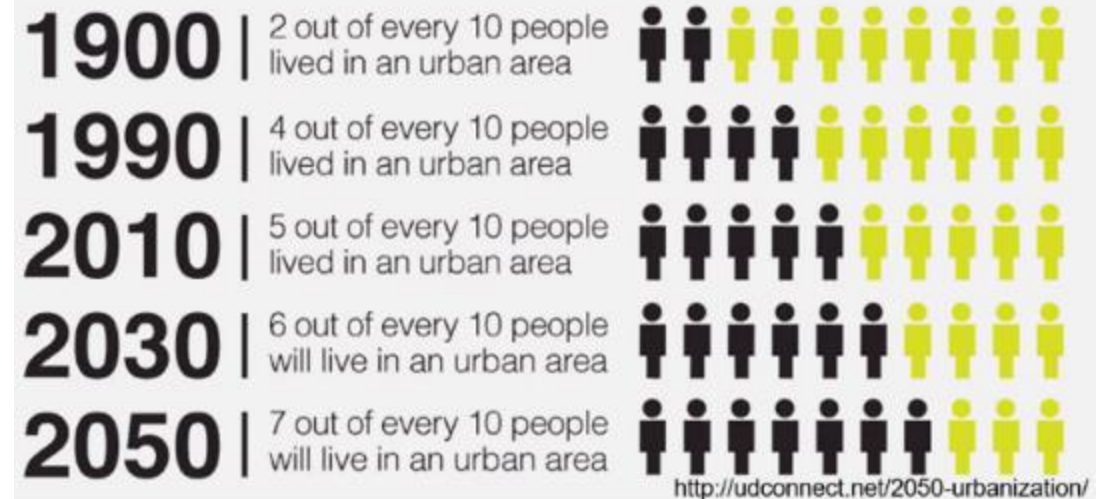 1900 | 2 out of every 10 people
lived in an urban area
1990 | 4 out of every 10 people
lived in an urban area
2010 | 5 out of every 10 people
lived in an urban area
2030 | 6 out of every 10 people
will live in an urban area
2050 | 7 out of every 10 people
will live in an urban area
http://udconnect.net/2050-urbanization/